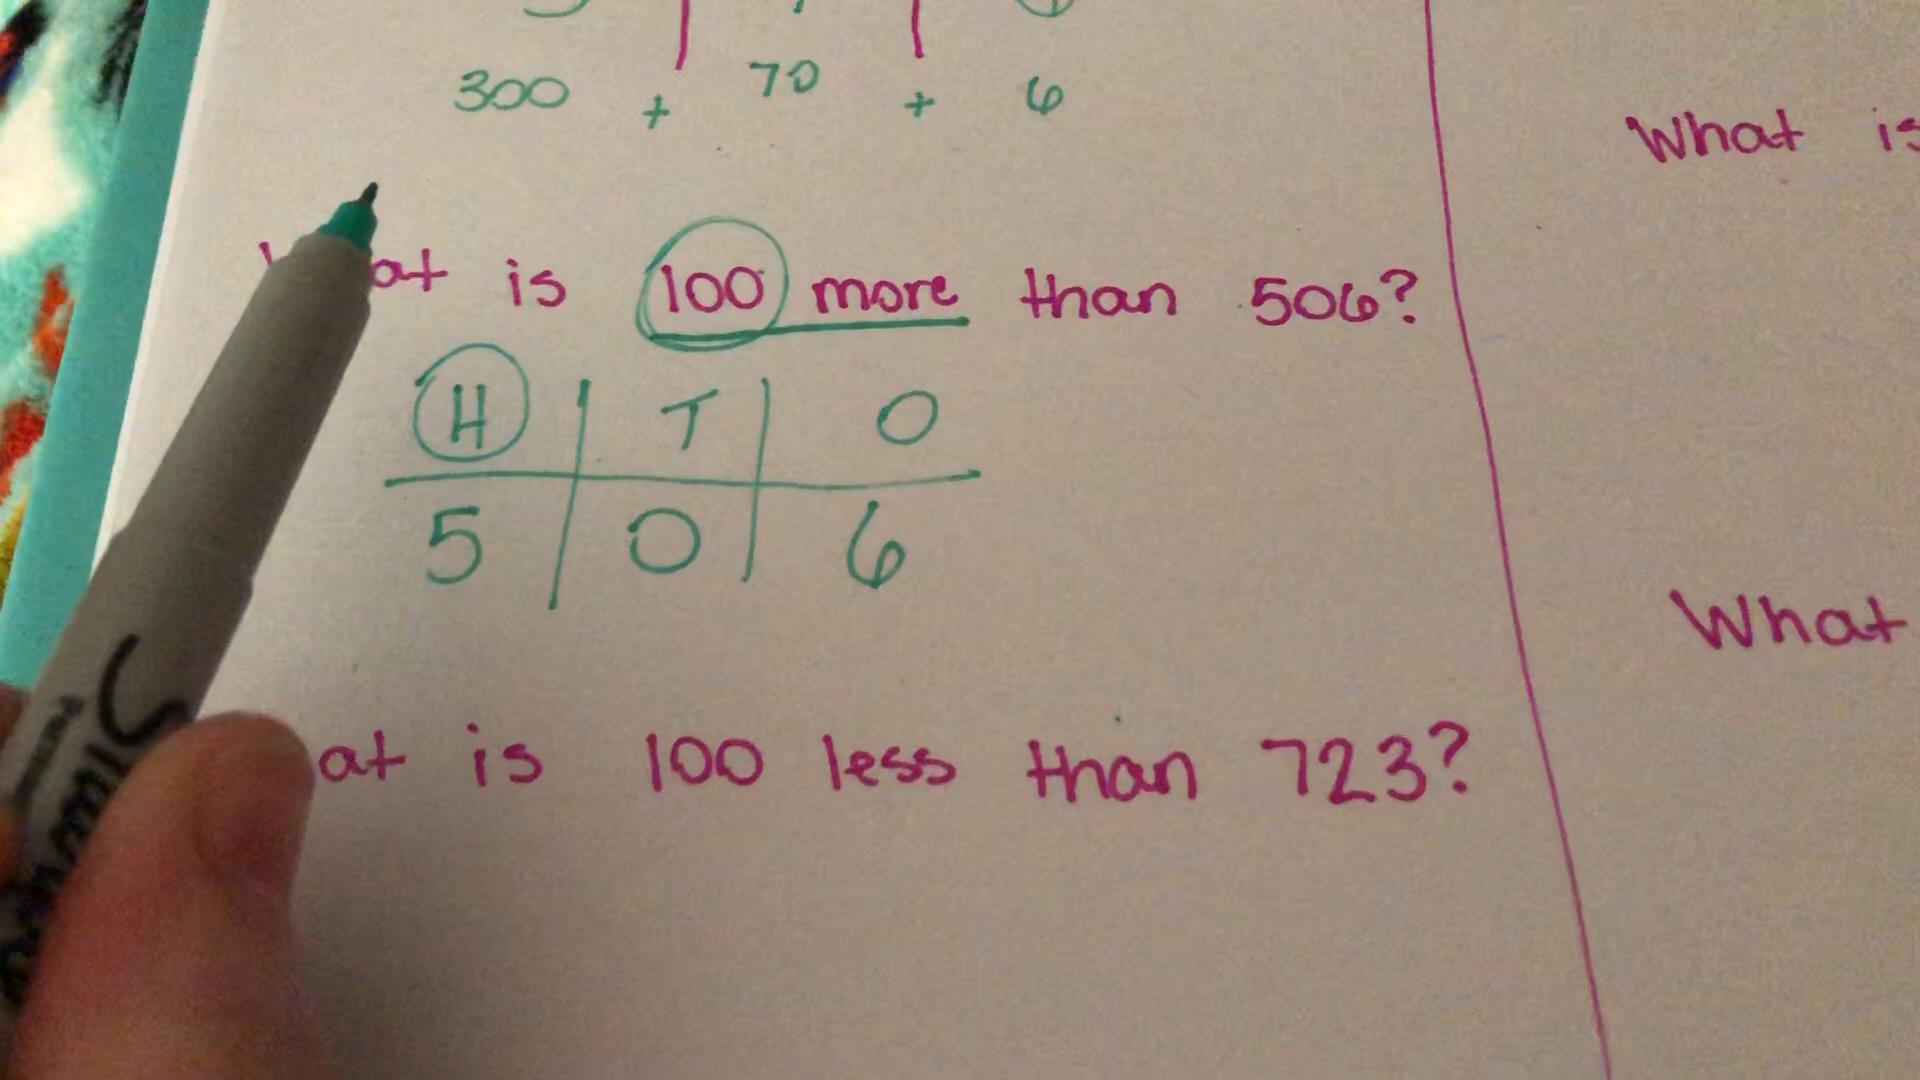 300 + 70 + 6
at is 100 more than 506?
H T O
5 0 6
at is 100 less than 723?
What is
What